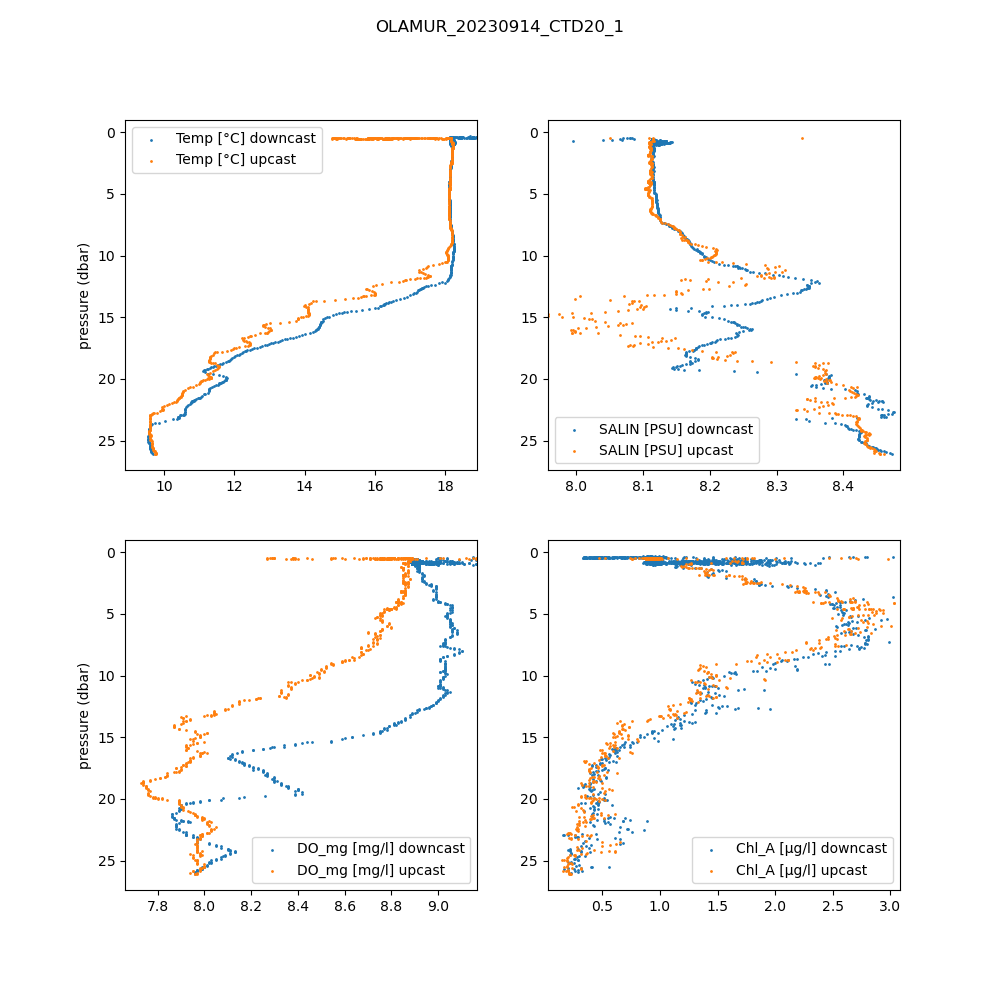 OLAMUR_20230914_CTD20_1
Temp [°C] downcast
Temp [°C] upcast
0
5
10
15
20
25
pressure (dbar)
10 12 14 16 18
0
5
10
15
20
25
SALIN [PSU] downcast
SALIN [PSU] upcast
8.0 8.1 8.2 8.3 8.4
0
5
10
15
20
25
pressure (dbar)
DO_mg [mg/l] downcast
DO_mg [mg/l] upcast
7.8 8.0 8.2 8.4 8.6 8.8 9.0
0
5
10
15
20
25
Chl_A [µg/l] downcast
Chl_A [µg/l] upcast
0.5 1.0 1.5 2.0 2.5 3.0